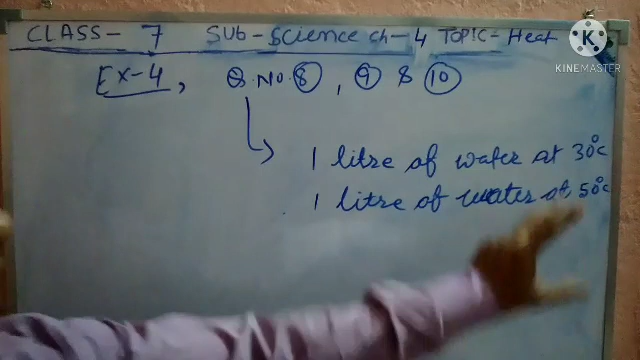 CLASS- 7 SUB- Science ch-4 TOPIC- Heat
KINEMASTER
Ex-4, Q.No. 8, 9 & 10
1 litre of water at 30°c
1 litre of water at 50°c